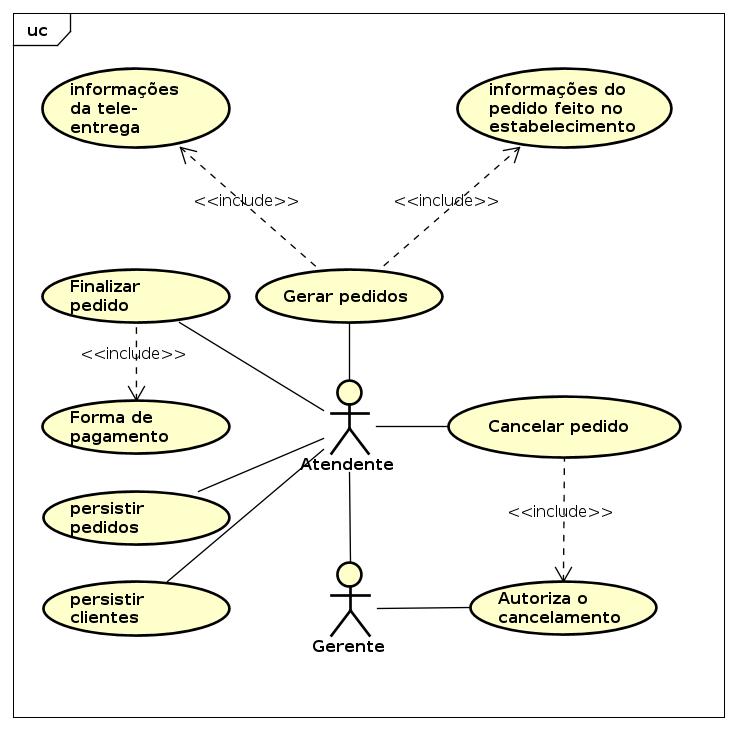 uc
informações
da tele-
entrega
informações do
pedido feito no
estabelecimento
<<include>>
<<include>>
Finalizar
pedido
Gerar pedidos
<<include>>
Forma de
pagamento
Cancelar pedido
Atendente
persistir
pedidos
<<include>>
persistir
clientes
Autoriza o
cancelamento
Gerente